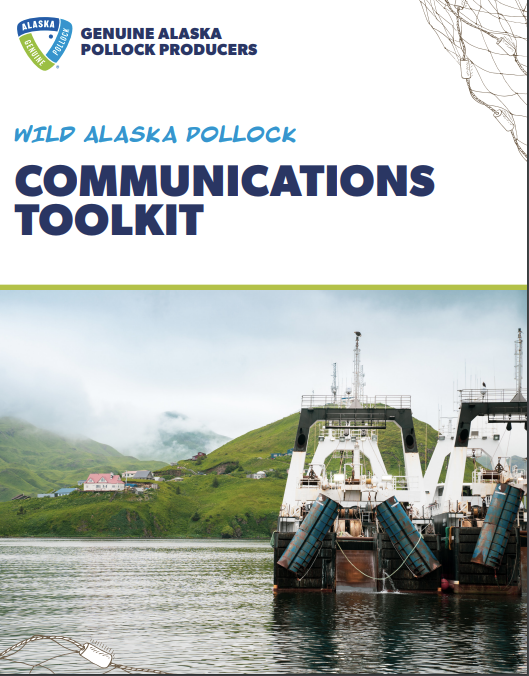 ALASKA
POLLOCK
GENUINE
GENUINE ALASKA
POLLOCK PRODUCERS
WILD ALASKA POLLOCK
COMMUNICATIONS
TOOLKIT